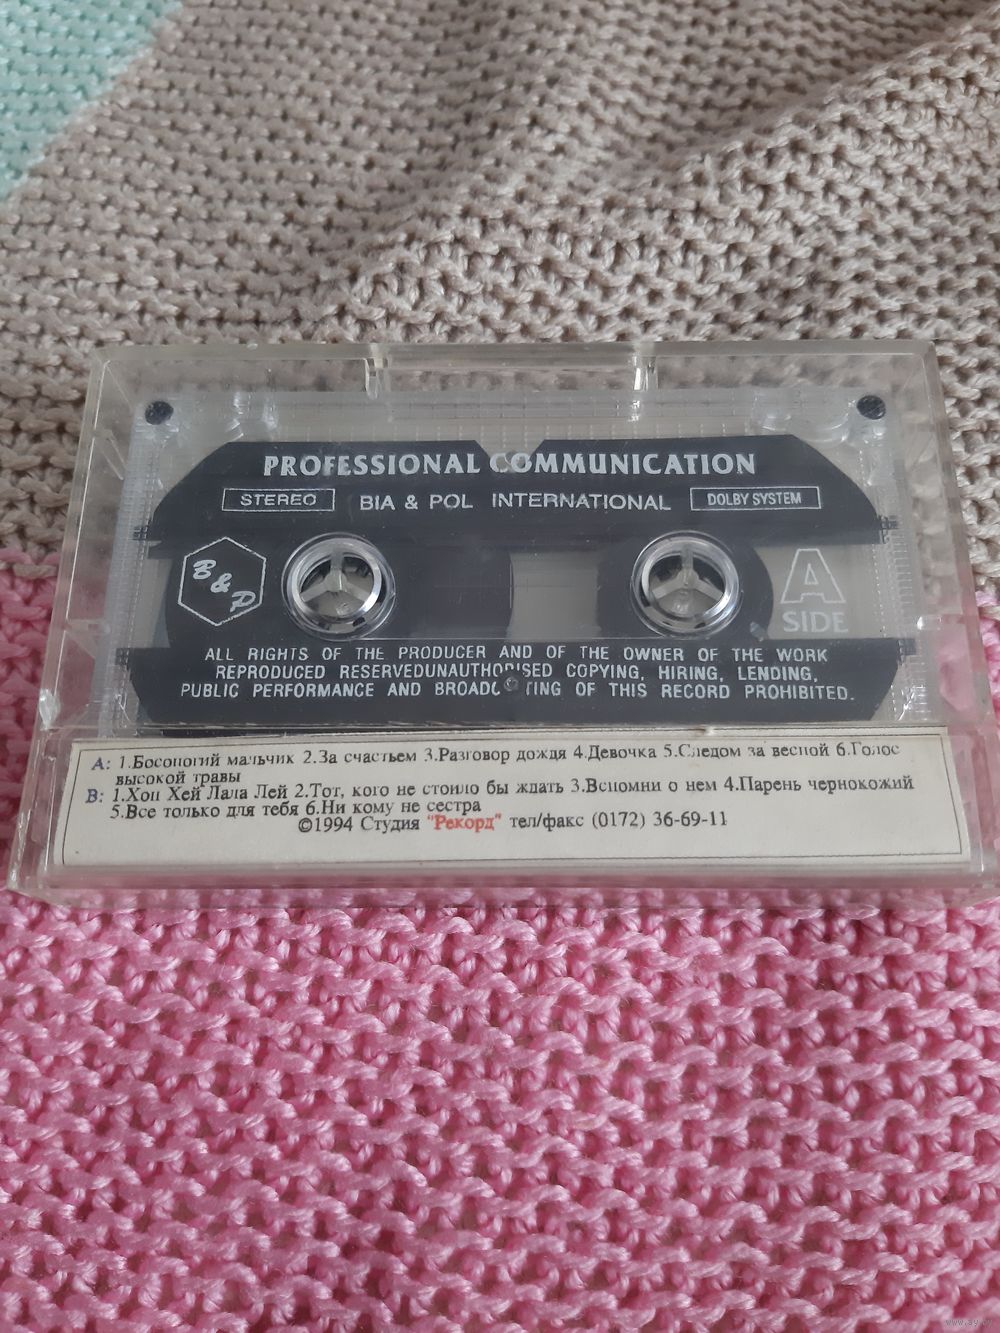 PROFESSIONAL COMMUNICATION
STEREO BIA & POL INTERNATIONAL DOLBY SYSTEM
B & P
A
SIDE
ALL RIGHTS OF THE PRODUCER AND OF THE OWNER OF THE WORK
REPRODUCED RESERVEDUNAUTHORISED COPYING, HIRING, LENDING,
PUBLIC PERFORMANCE AND BROADCASTING OF THIS RECORD PROHIBITED.
А: 1.Босоногий мальчик 2.За счастьем 3.Разговор дождя 4.Девочка 5.Следом за весной 6.Голос
высокой травы
В: 1.Хоп Хей Лала Лей 2.Тот, кого не стоило бы ждать 3.Вспомни о нем 4.Парень чернокожий
5.Все только для тебя 6.Ни кому не сестра
©1994 Студия "Рекорд" тел/факс (0172) 36-69-11